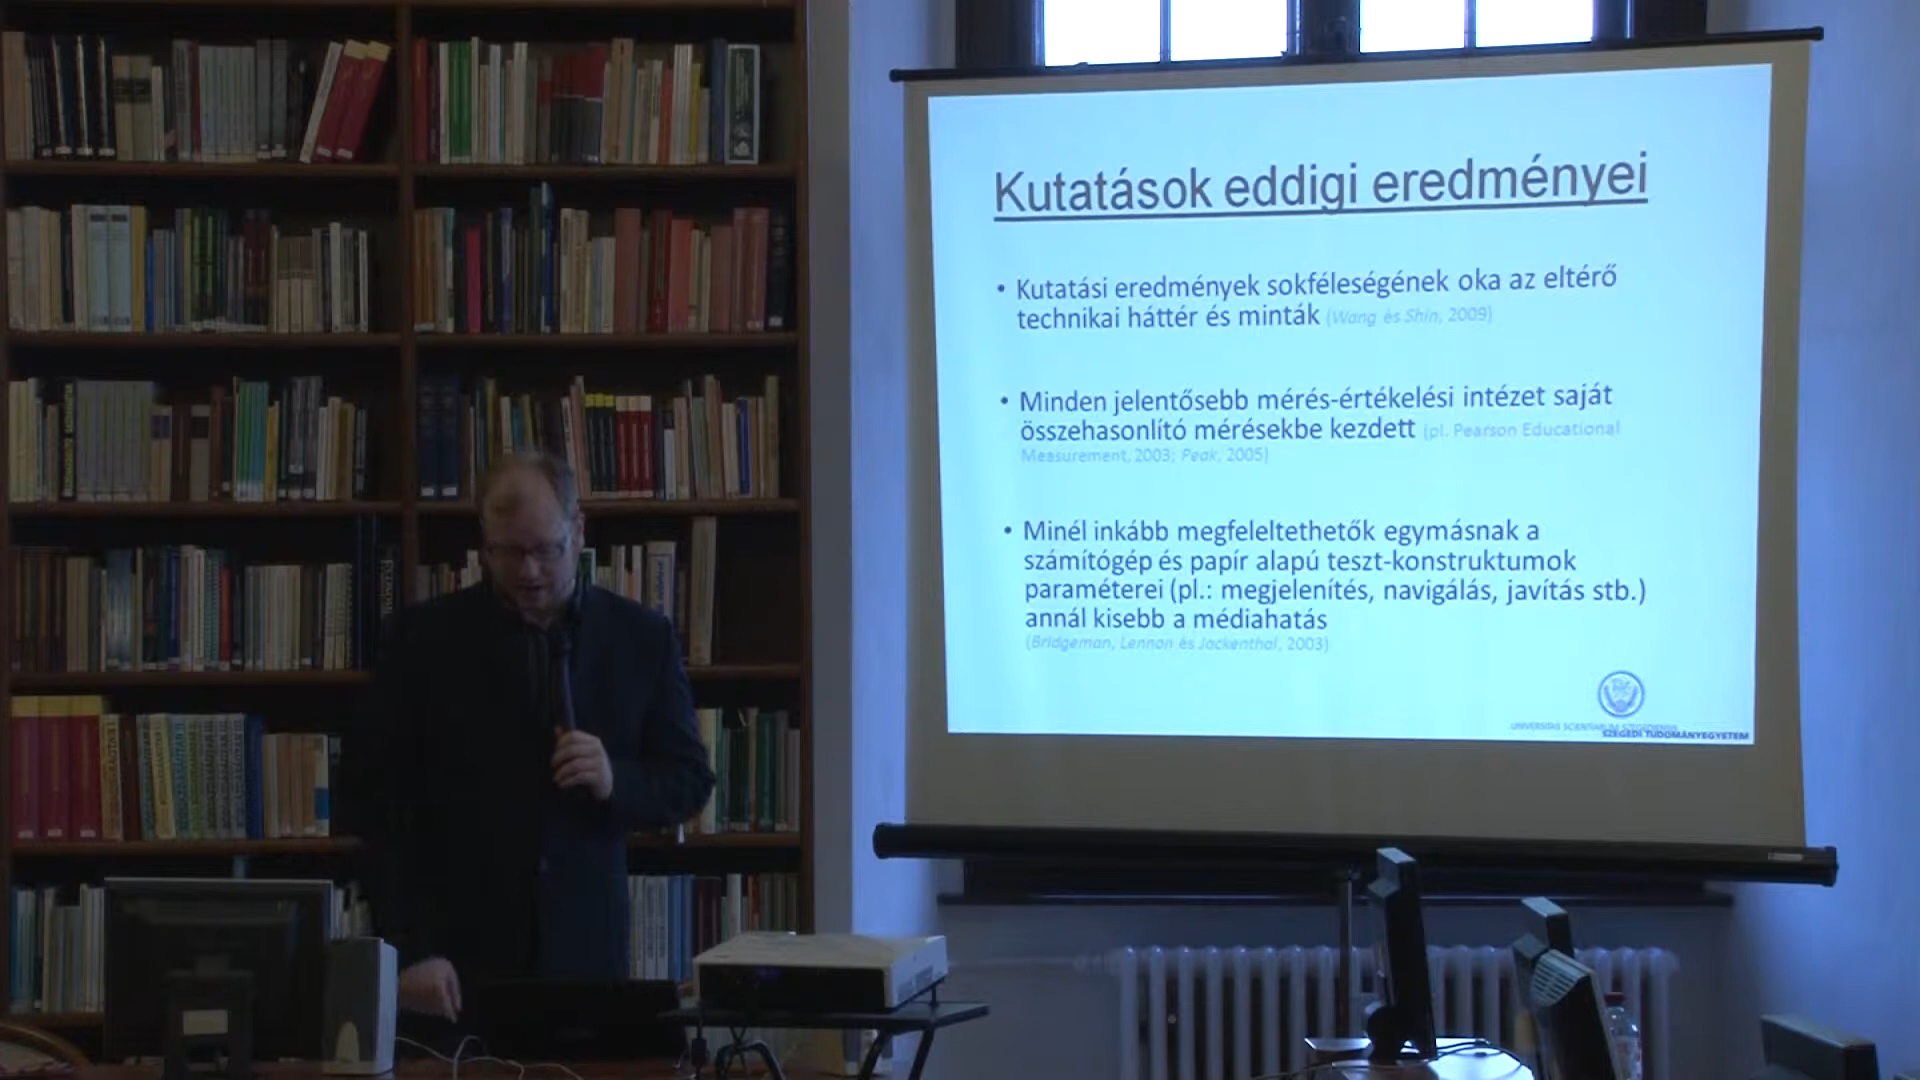 Kutatások eddigi eredményei
• Kutatási eredmények sokféleségének oka az eltérő
technikai háttér és minták (Wang és Shin, 2009)
• Minden jelentősebb mérés-értékelési intézet saját
összehasonlító mérésekbe kezdett (pl. Pearson Educational
Measurement, 2003; Peak, 2005)
• Minél inkább megfeleltethetők egymásnak a
számítógép és papír alapú teszt-konstruktumok
paraméterei (pl.: megjelenítés, navigálás, javítás stb.)
annál kisebb a médiahatás
(Bridgeman, Lennon és Jackenthal, 2003)
UNIVERSITAS SCIENTIARUM SZEGEDIENSIS
SZEGEDI TUDOMÁNYEGYETEM